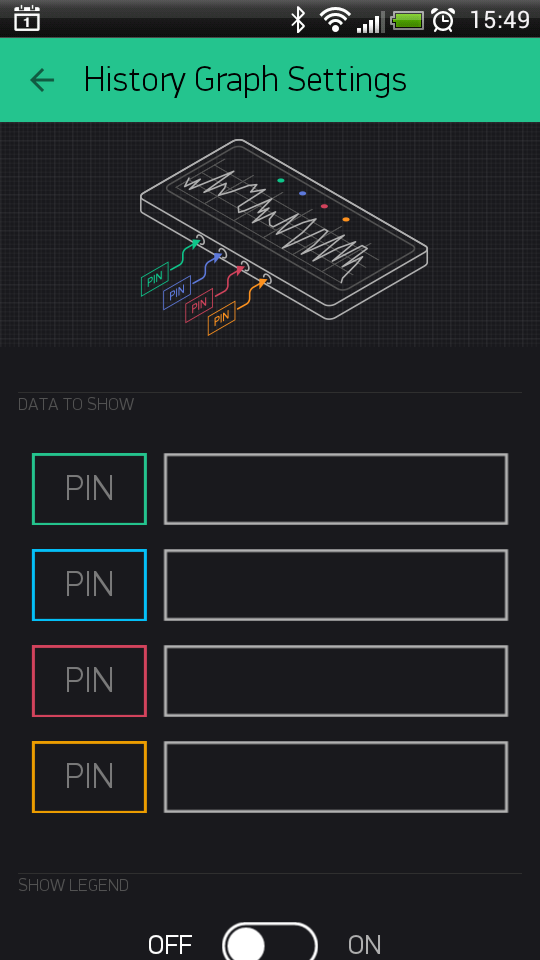 1
15:49
History Graph Settings
PIN
PIN
PIN
PIN
DATA TO SHOW
PIN
PIN
PIN
PIN
SHOW LEGEND
OFF ON